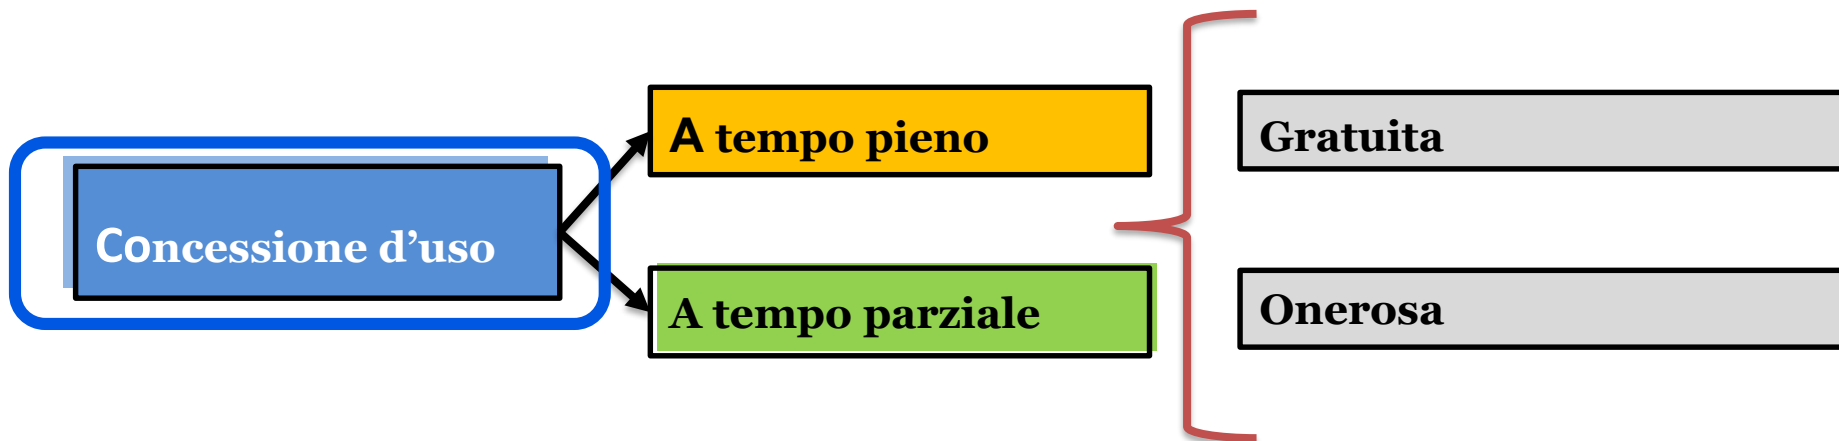 Concessione d’uso
A tempo pieno
A tempo parziale
Gratuita
Onerosa